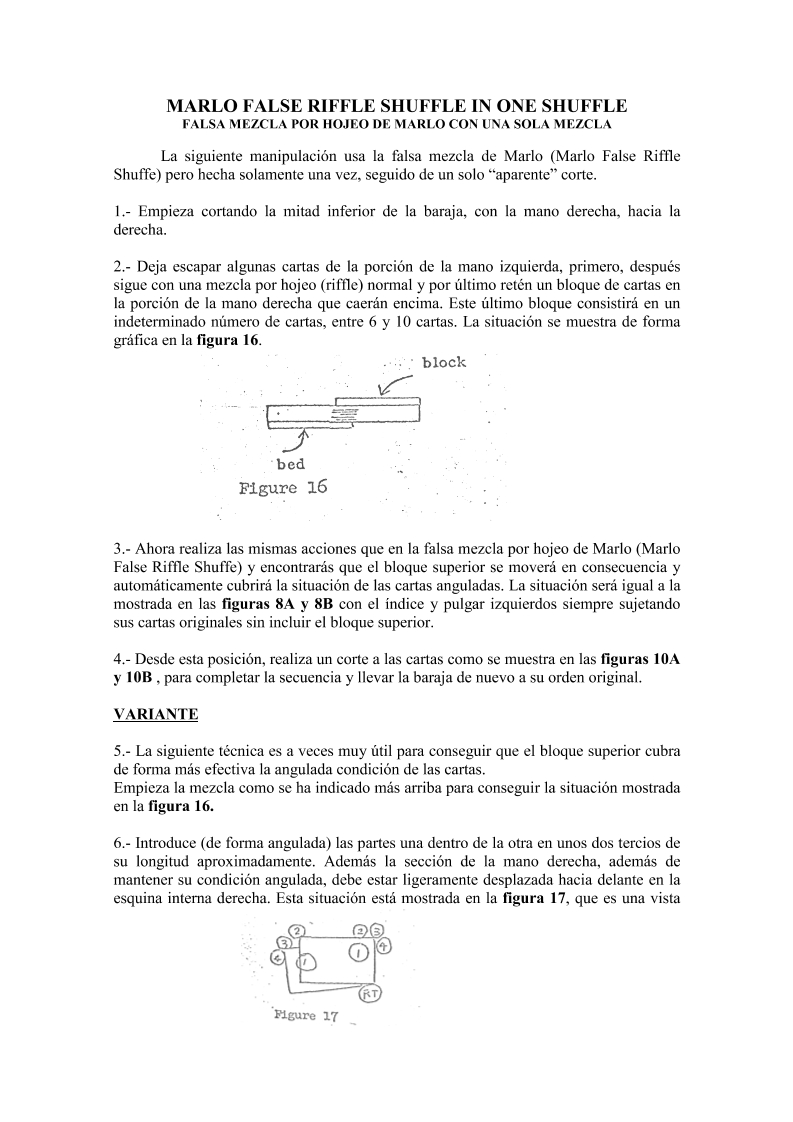 MARLO FALSE RIFFLE SHUFFLE IN ONE SHUFFLE
FALSA MEZCLA POR HOJEO DE MARLO CON UNA SOLA MEZCLA
La siguiente manipulación usa la falsa mezcla de Marlo (Marlo False Riffle
Shuffe) pero hecha solamente una vez, seguido de un solo “aparente” corte.
1.- Empieza cortando la mitad inferior de la baraja, con la mano derecha, hacia la
derecha.
2.- Deja escapar algunas cartas de la porción de la mano izquierda, primero, después
sigue con una mezcla por hojeo (riffle) normal y por último retén un bloque de cartas en
la porción de la mano derecha que caerán encima. Este último bloque consistirá en un
indeterminado número de cartas, entre 6 y 10 cartas. La situación se muestra de forma
gráfica en la figura 16.
block
bed
Figure 16
3.- Ahora realiza las mismas acciones que en la falsa mezcla por hojeo de Marlo (Marlo
False Riffle Shuffe) y encontrarás que el bloque superior se moverá en consecuencia y
automáticamente cubrirá la situación de las cartas anguladas. La situación será igual a la
mostrada en las figuras 8A y 8B con el índice y pulgar izquierdos siempre sujetando
sus cartas originales sin incluir el bloque superior.
4.- Desde esta posición, realiza un corte a las cartas como se muestra en las figuras 10A
y 10B , para completar la secuencia y llevar la baraja de nuevo a su orden original.
VARIANTE
5.- La siguiente técnica es a veces muy útil para conseguir que el bloque superior cubra
de forma más efectiva la angulada condición de las cartas.
Empieza la mezcla como se ha indicado más arriba para conseguir la situación mostrada
en la figura 16.
6.- Introduce (de forma angulada) las partes una dentro de la otra en unos dos tercios de
su longitud aproximadamente. Además la sección de la mano derecha, además de
mantener su condición angulada, debe estar ligeramente desplazada hacia delante en la
esquina interna derecha. Esta situación está mostrada en la figura 17, que es una vista
2 2 3
3 4
4 1 1
RT
Figure 17